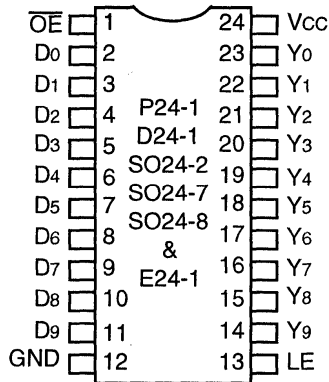 OE 1 24 Vcc
D0 2 23 Y0
D1 3 22 Y1
D2 4 P24-1 21 Y2
D3 5 D24-1 20 Y3
D4 6 SO24-2 19 Y4
D5 7 SO24-7 18 Y5
D6 8 SO24-8 17 Y6
D7 9 & 16 Y7
D8 10 E24-1 15 Y8
D9 11 14 Y9
GND 12 13 LE